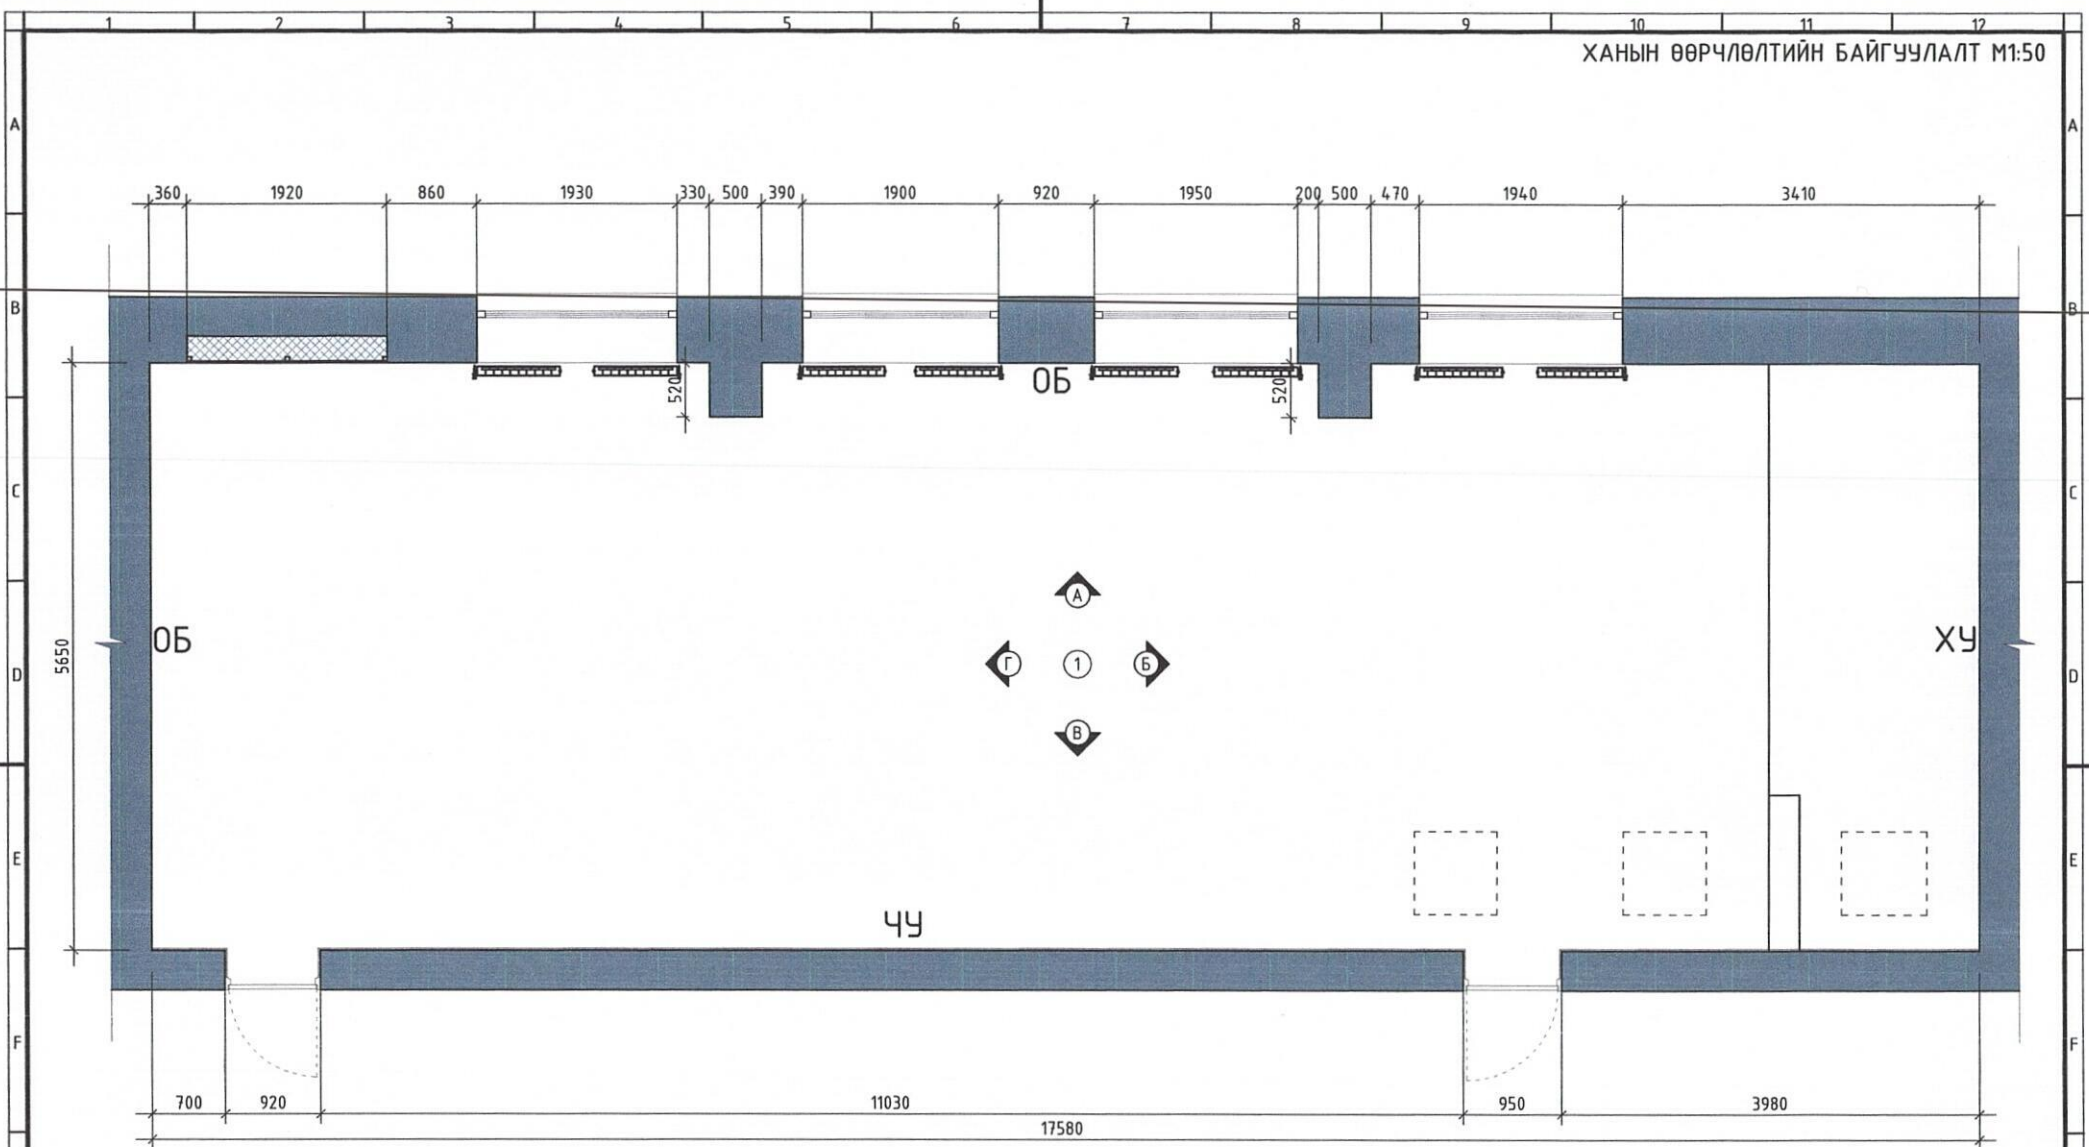 1 2 3 4 5 6 7 8 9 10 11 12
ХАНЫН ӨӨРЧЛӨЛТИЙН БАЙГУУЛАЛТ М1:50
A A
360 1920 860 1930 330 500 390 1900 920 1950 200 500 470 1940 3410
B B
520 ОБ 520
C C
А
ОБ ХУ
5650
Г 1 Б
D D
В
E E
ЧУ
F F
700 920 11030 950 3980
17580